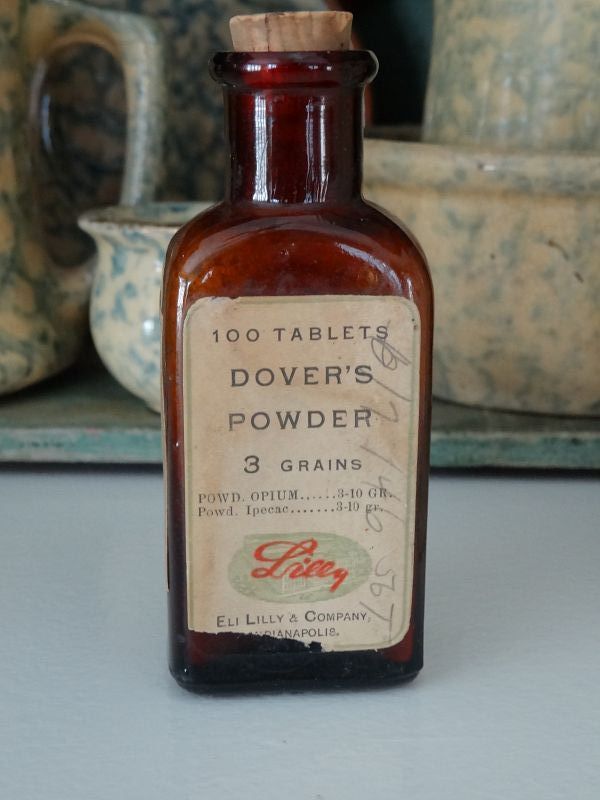 100 TABLETS
DOVER'S
POWDER
3 GRAINS
POWD. OPIUM......3-10 GR.
Powd. Ipecac.......3-10 gr.
Lilly
ELI LILLY & COMPANY,
INDIANAPOLIS.